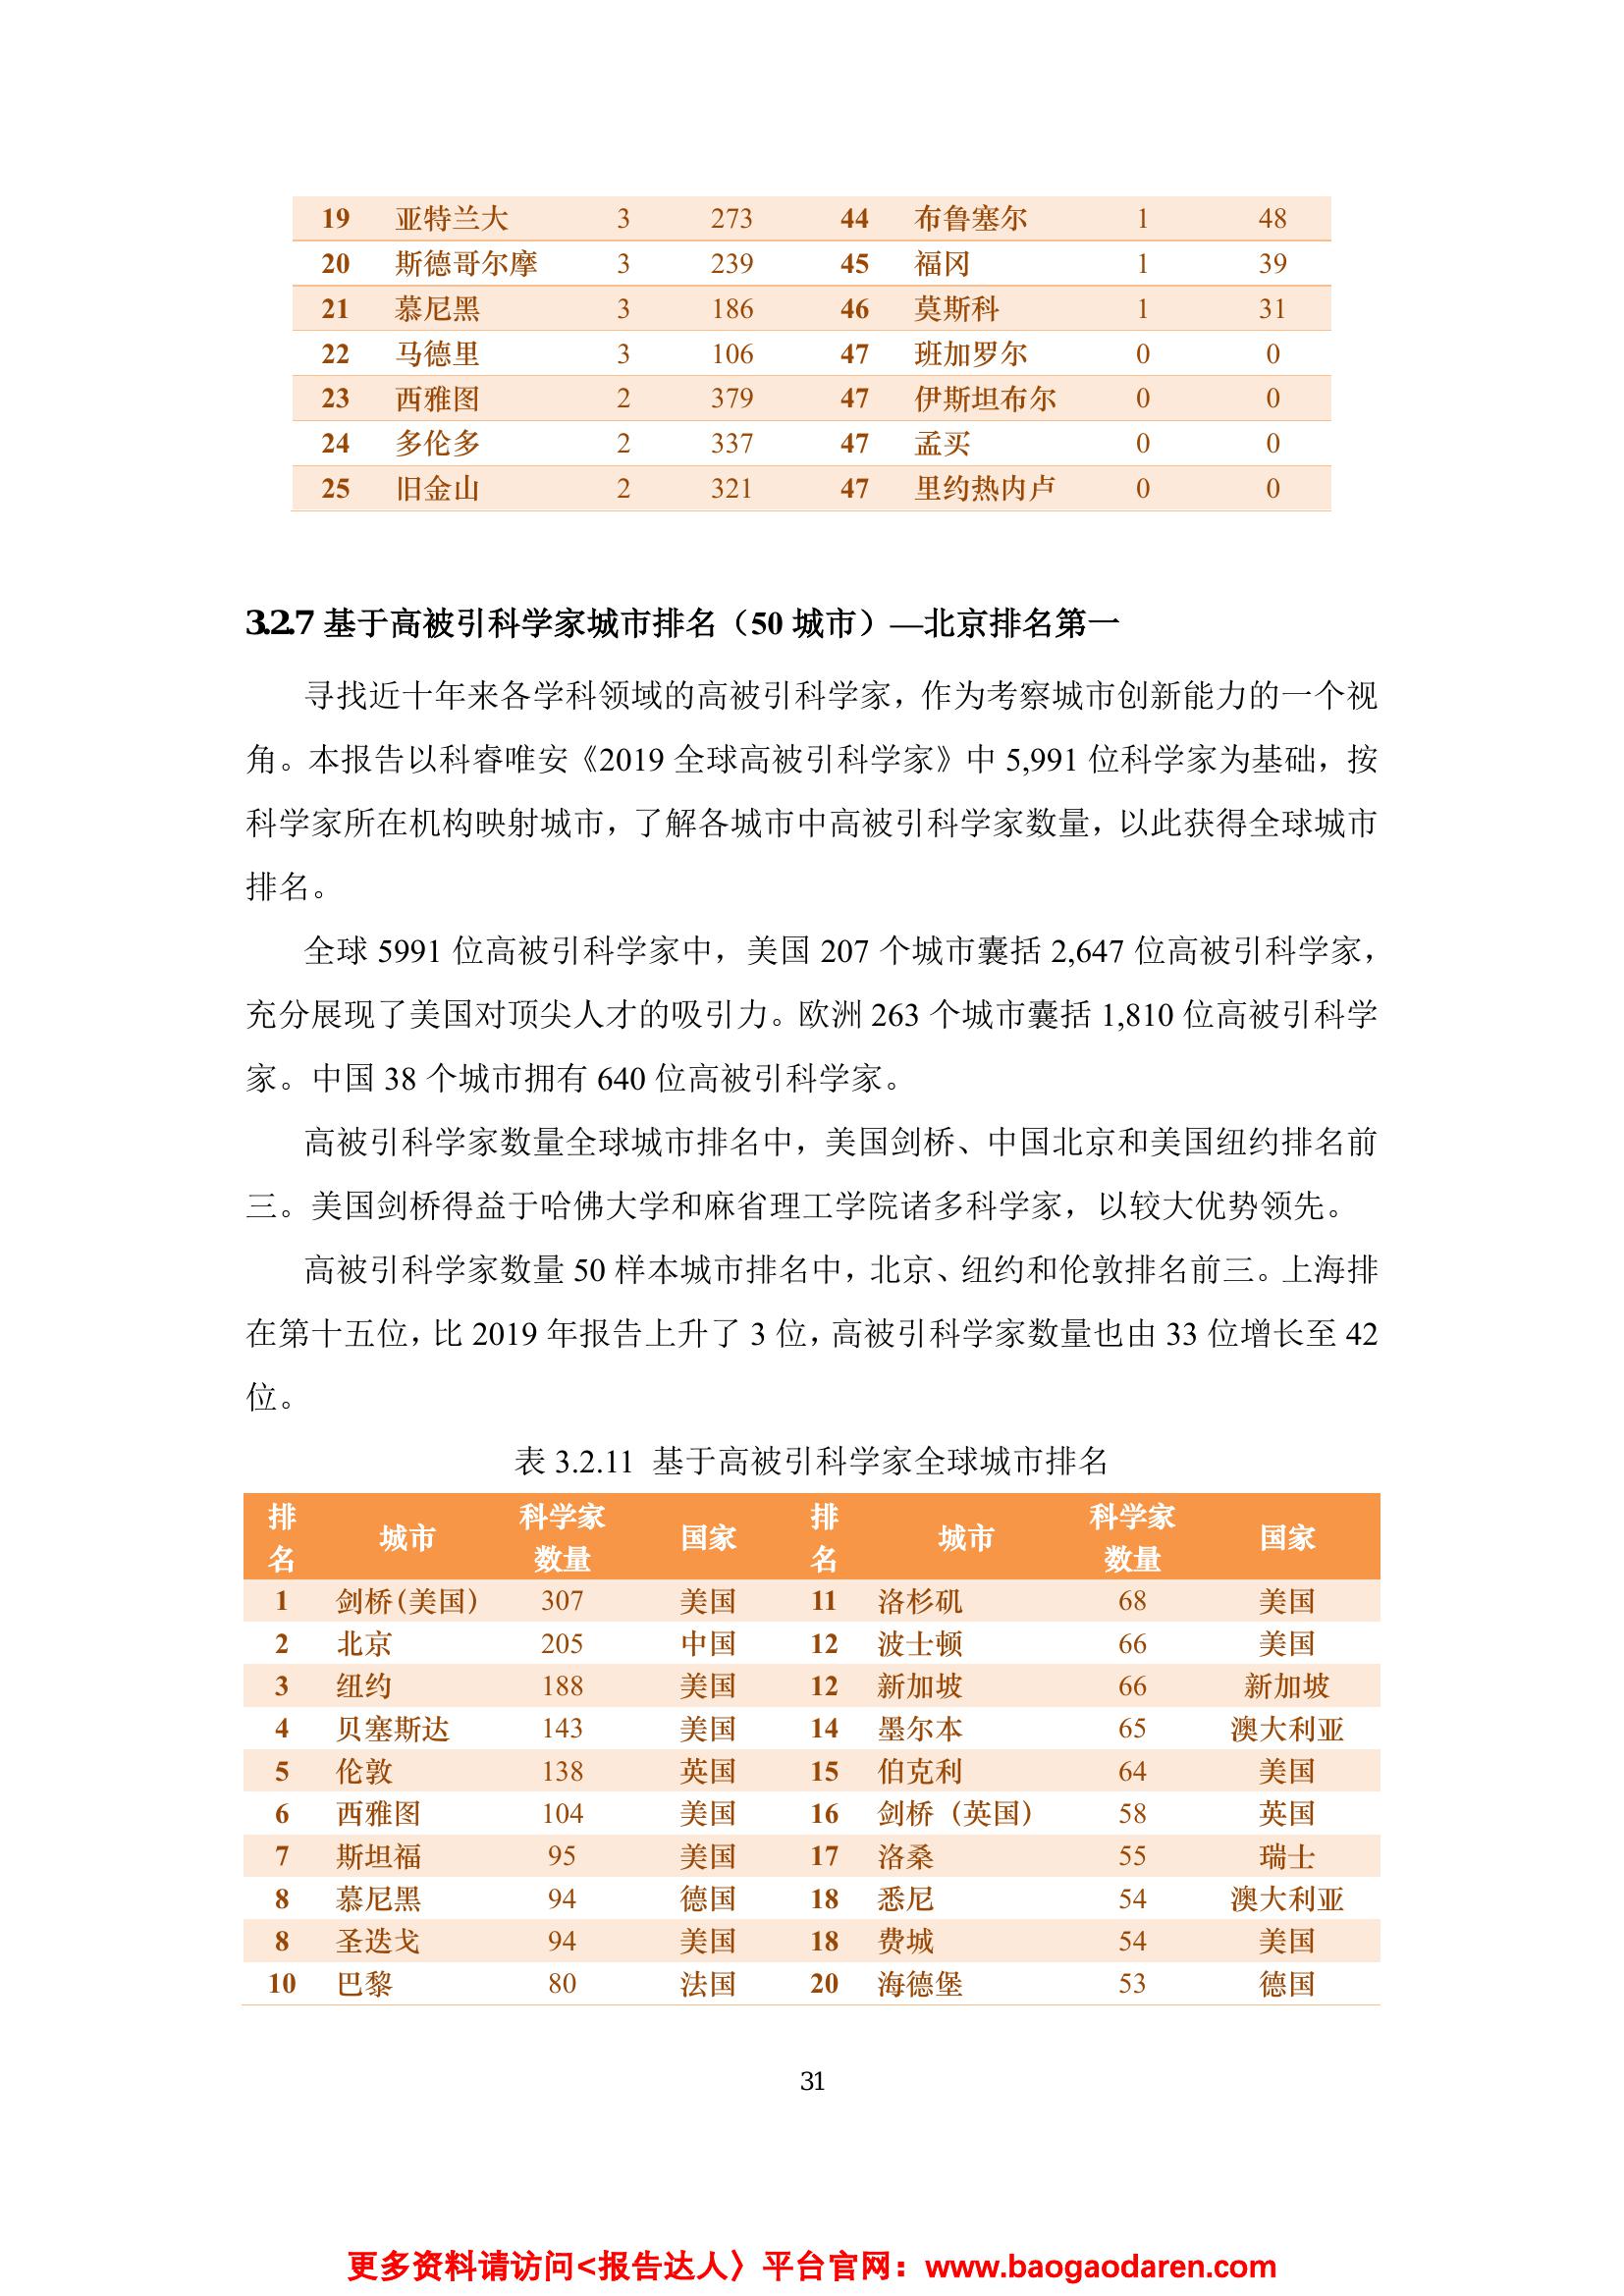 19 亚特兰大 3 273 44 布鲁塞尔 1 48
20 斯德哥尔摩 3 239 45 福冈 1 39
21 慕尼黑 3 186 46 莫斯科 1 31
22 马德里 3 106 47 班加罗尔 0 0
23 西雅图 2 379 47 伊斯坦布尔 0 0
24 多伦多 2 337 47 孟买 0 0
25 旧金山 2 321 47 里约热内卢 0 0
3.2.7 基于高被引科学家城市排名（50 城市）—北京排名第一
寻找近十年来各学科领域的高被引科学家，作为考察城市创新能力的一个视
角。本报告以科睿唯安《2019 全球高被引科学家》中 5,991 位科学家为基础，按
科学家所在机构映射城市，了解各城市中高被引科学家数量，以此获得全球城市
排名。
全球 5991 位高被引科学家中，美国 207 个城市囊括 2,647 位高被引科学家，
充分展现了美国对顶尖人才的吸引力。欧洲 263 个城市囊括 1,810 位高被引科学
家。中国 38 个城市拥有 640 位高被引科学家。
高被引科学家数量全球城市排名中，美国剑桥、中国北京和美国纽约排名前
三。美国剑桥得益于哈佛大学和麻省理工学院诸多科学家，以较大优势领先。
高被引科学家数量 50 样本城市排名中，北京、纽约和伦敦排名前三。上海排
在第十五位，比 2019 年报告上升了 3 位，高被引科学家数量也由 33 位增长至 42
位。
表 3.2.11 基于高被引科学家全球城市排名
排名 城市 科学家数量 国家 排名 城市 科学家数量 国家
1 剑桥（美国） 307 美国 11 洛杉矶 68 美国
2 北京 205 中国 12 波士顿 66 美国
3 纽约 188 美国 12 新加坡 66 新加坡
4 贝塞斯达 143 美国 14 墨尔本 65 澳大利亚
5 伦敦 138 英国 15 伯克利 64 美国
6 西雅图 104 美国 16 剑桥（英国） 58 英国
7 斯坦福 95 美国 17 洛桑 55 瑞士
8 慕尼黑 94 德国 18 悉尼 54 澳大利亚
8 圣迭戈 94 美国 18 费城 54 美国
10 巴黎 80 法国 20 海德堡 53 德国
31
更多资料请访问<报告达人〉平台官网：www.baogaodaren.com